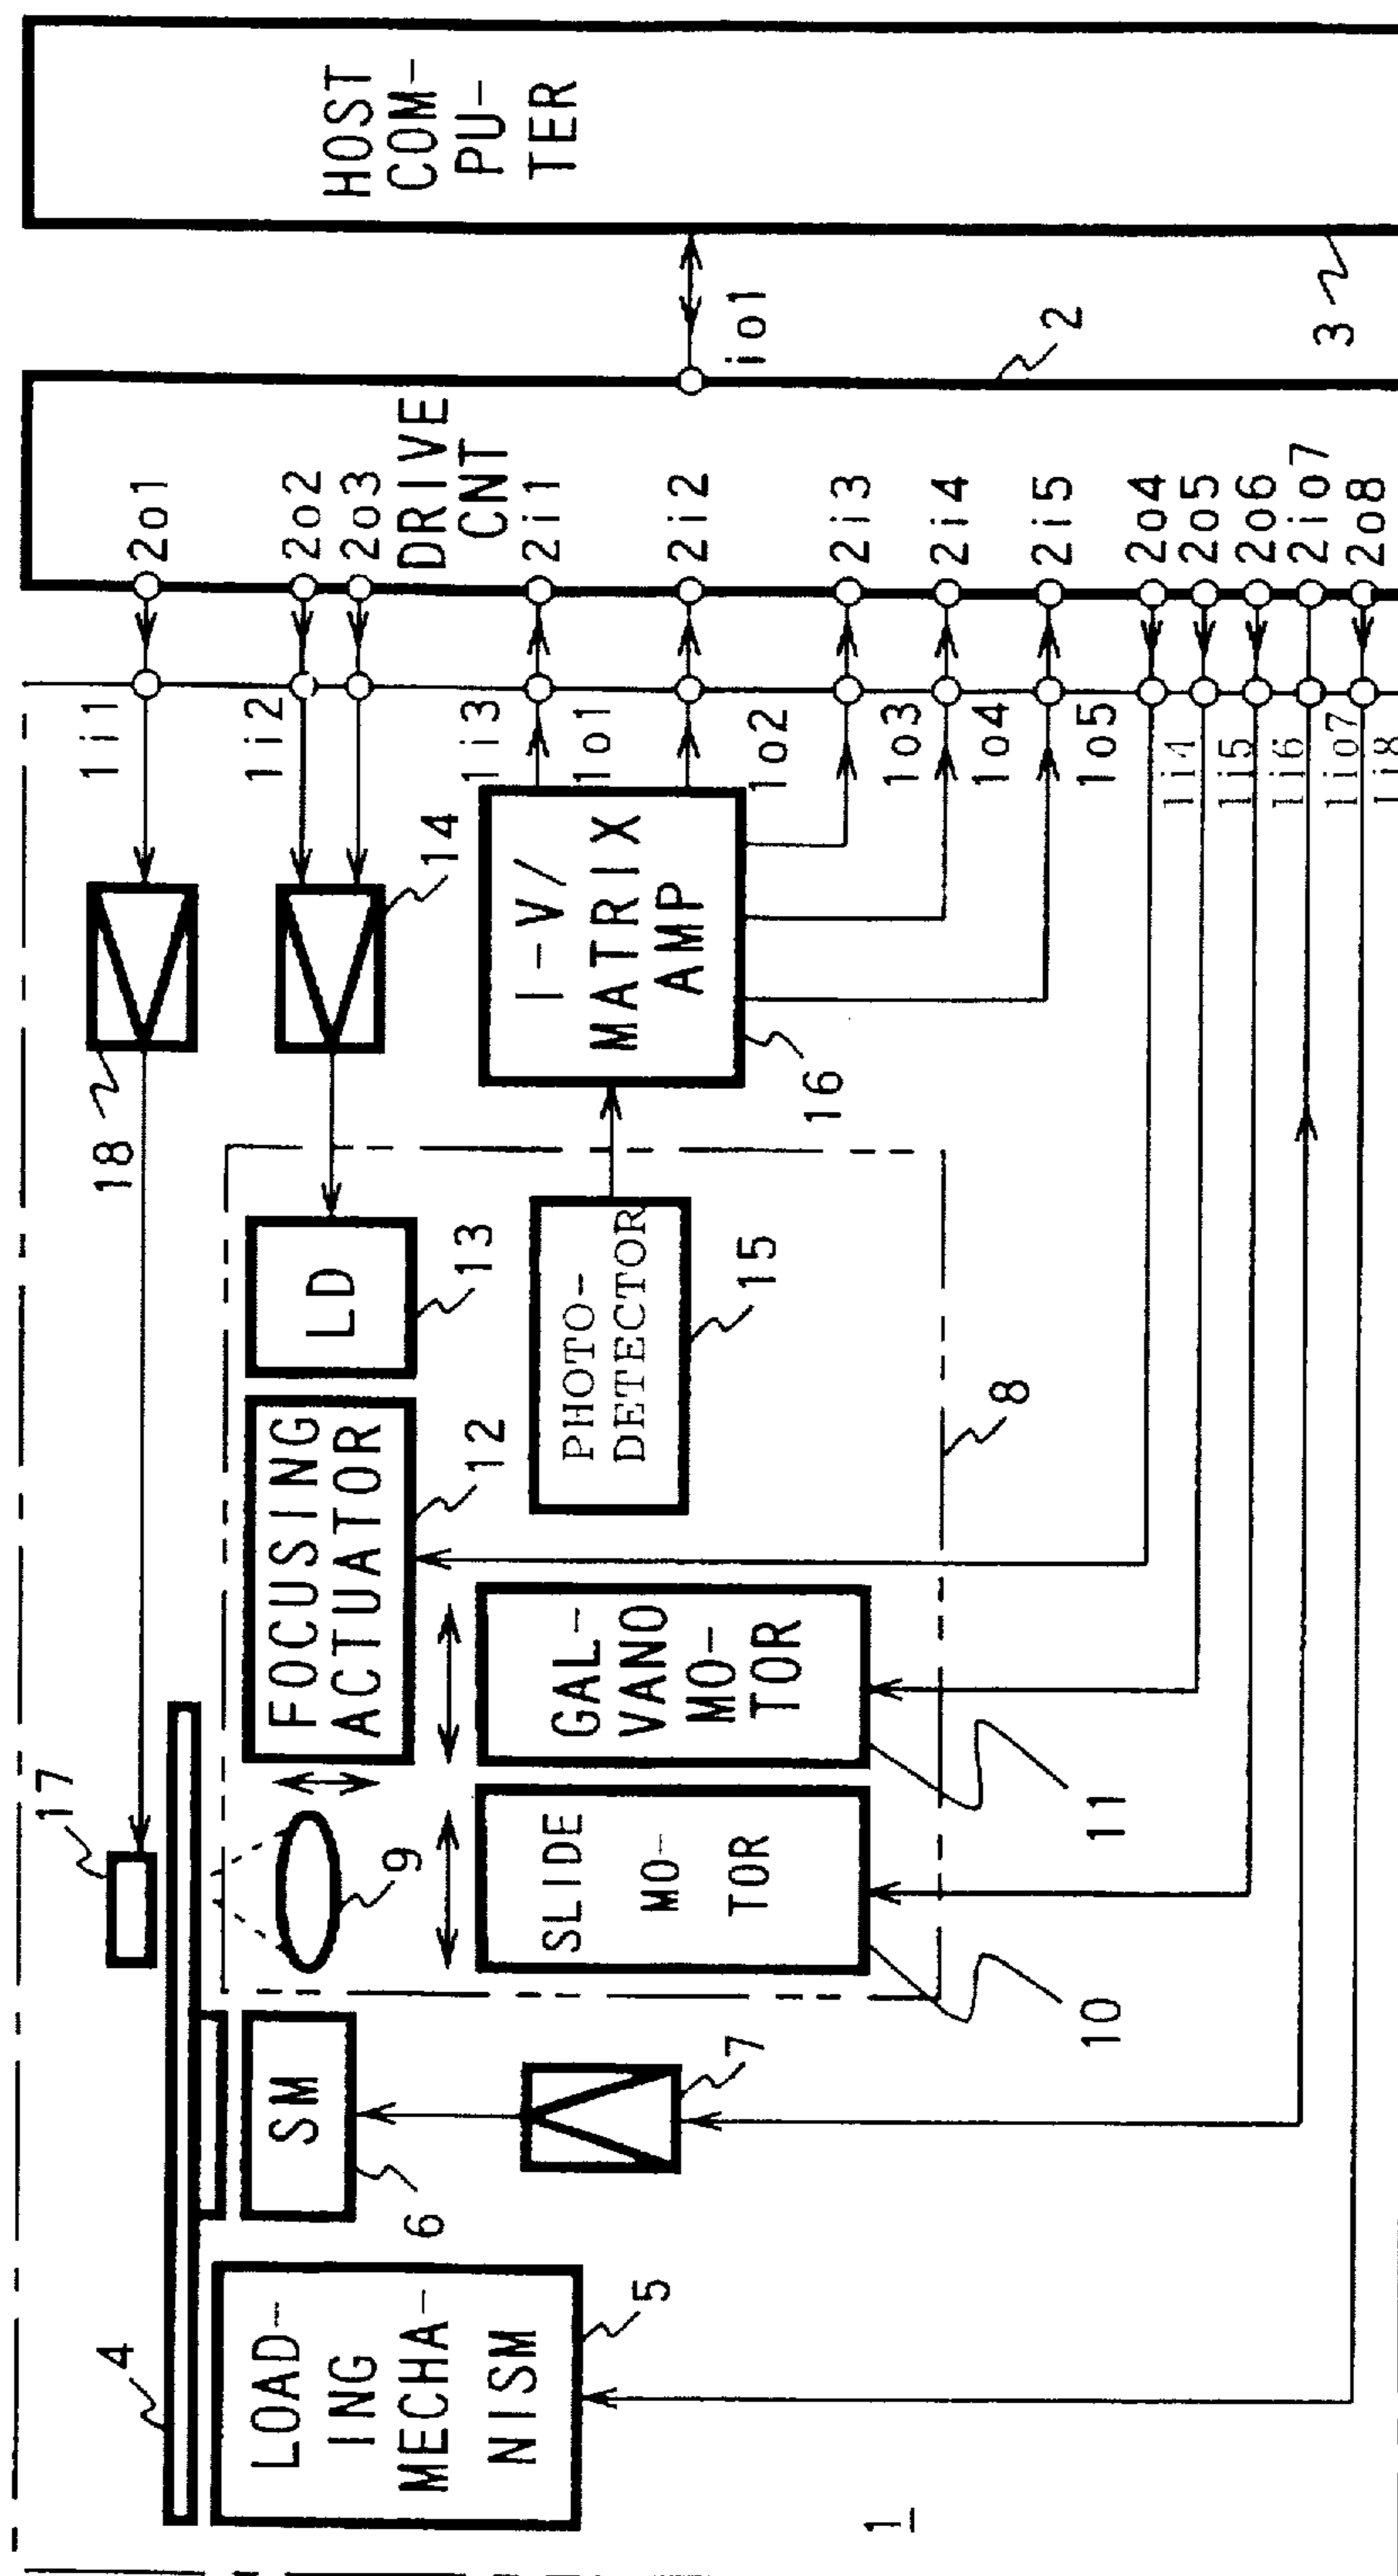 HOST
COM-
PU-
TER
3
io1
2
DRIVE
CNT
2o1
2o2
2o3
2i1
2i2
2i3
2i4
2i5
2o4
2o5
2o6
2io7
2o8
1i1
1i2
1i3
1o1
1o2
1o3
1o4
1o5
1i4
1i5
1i6
1io7
1i8
18
14
I-V/
MATRIX
AMP
16
LD
13
PHOTO-
DETECTOR
15
8
FOCUSING
ACTUATOR
12
GAL-
VANO
MO-
TOR
11
17
9
SLIDE
MO-
TOR
10
SM
6
7
4
LOAD-
ING
MECHA-
NISM
5
1